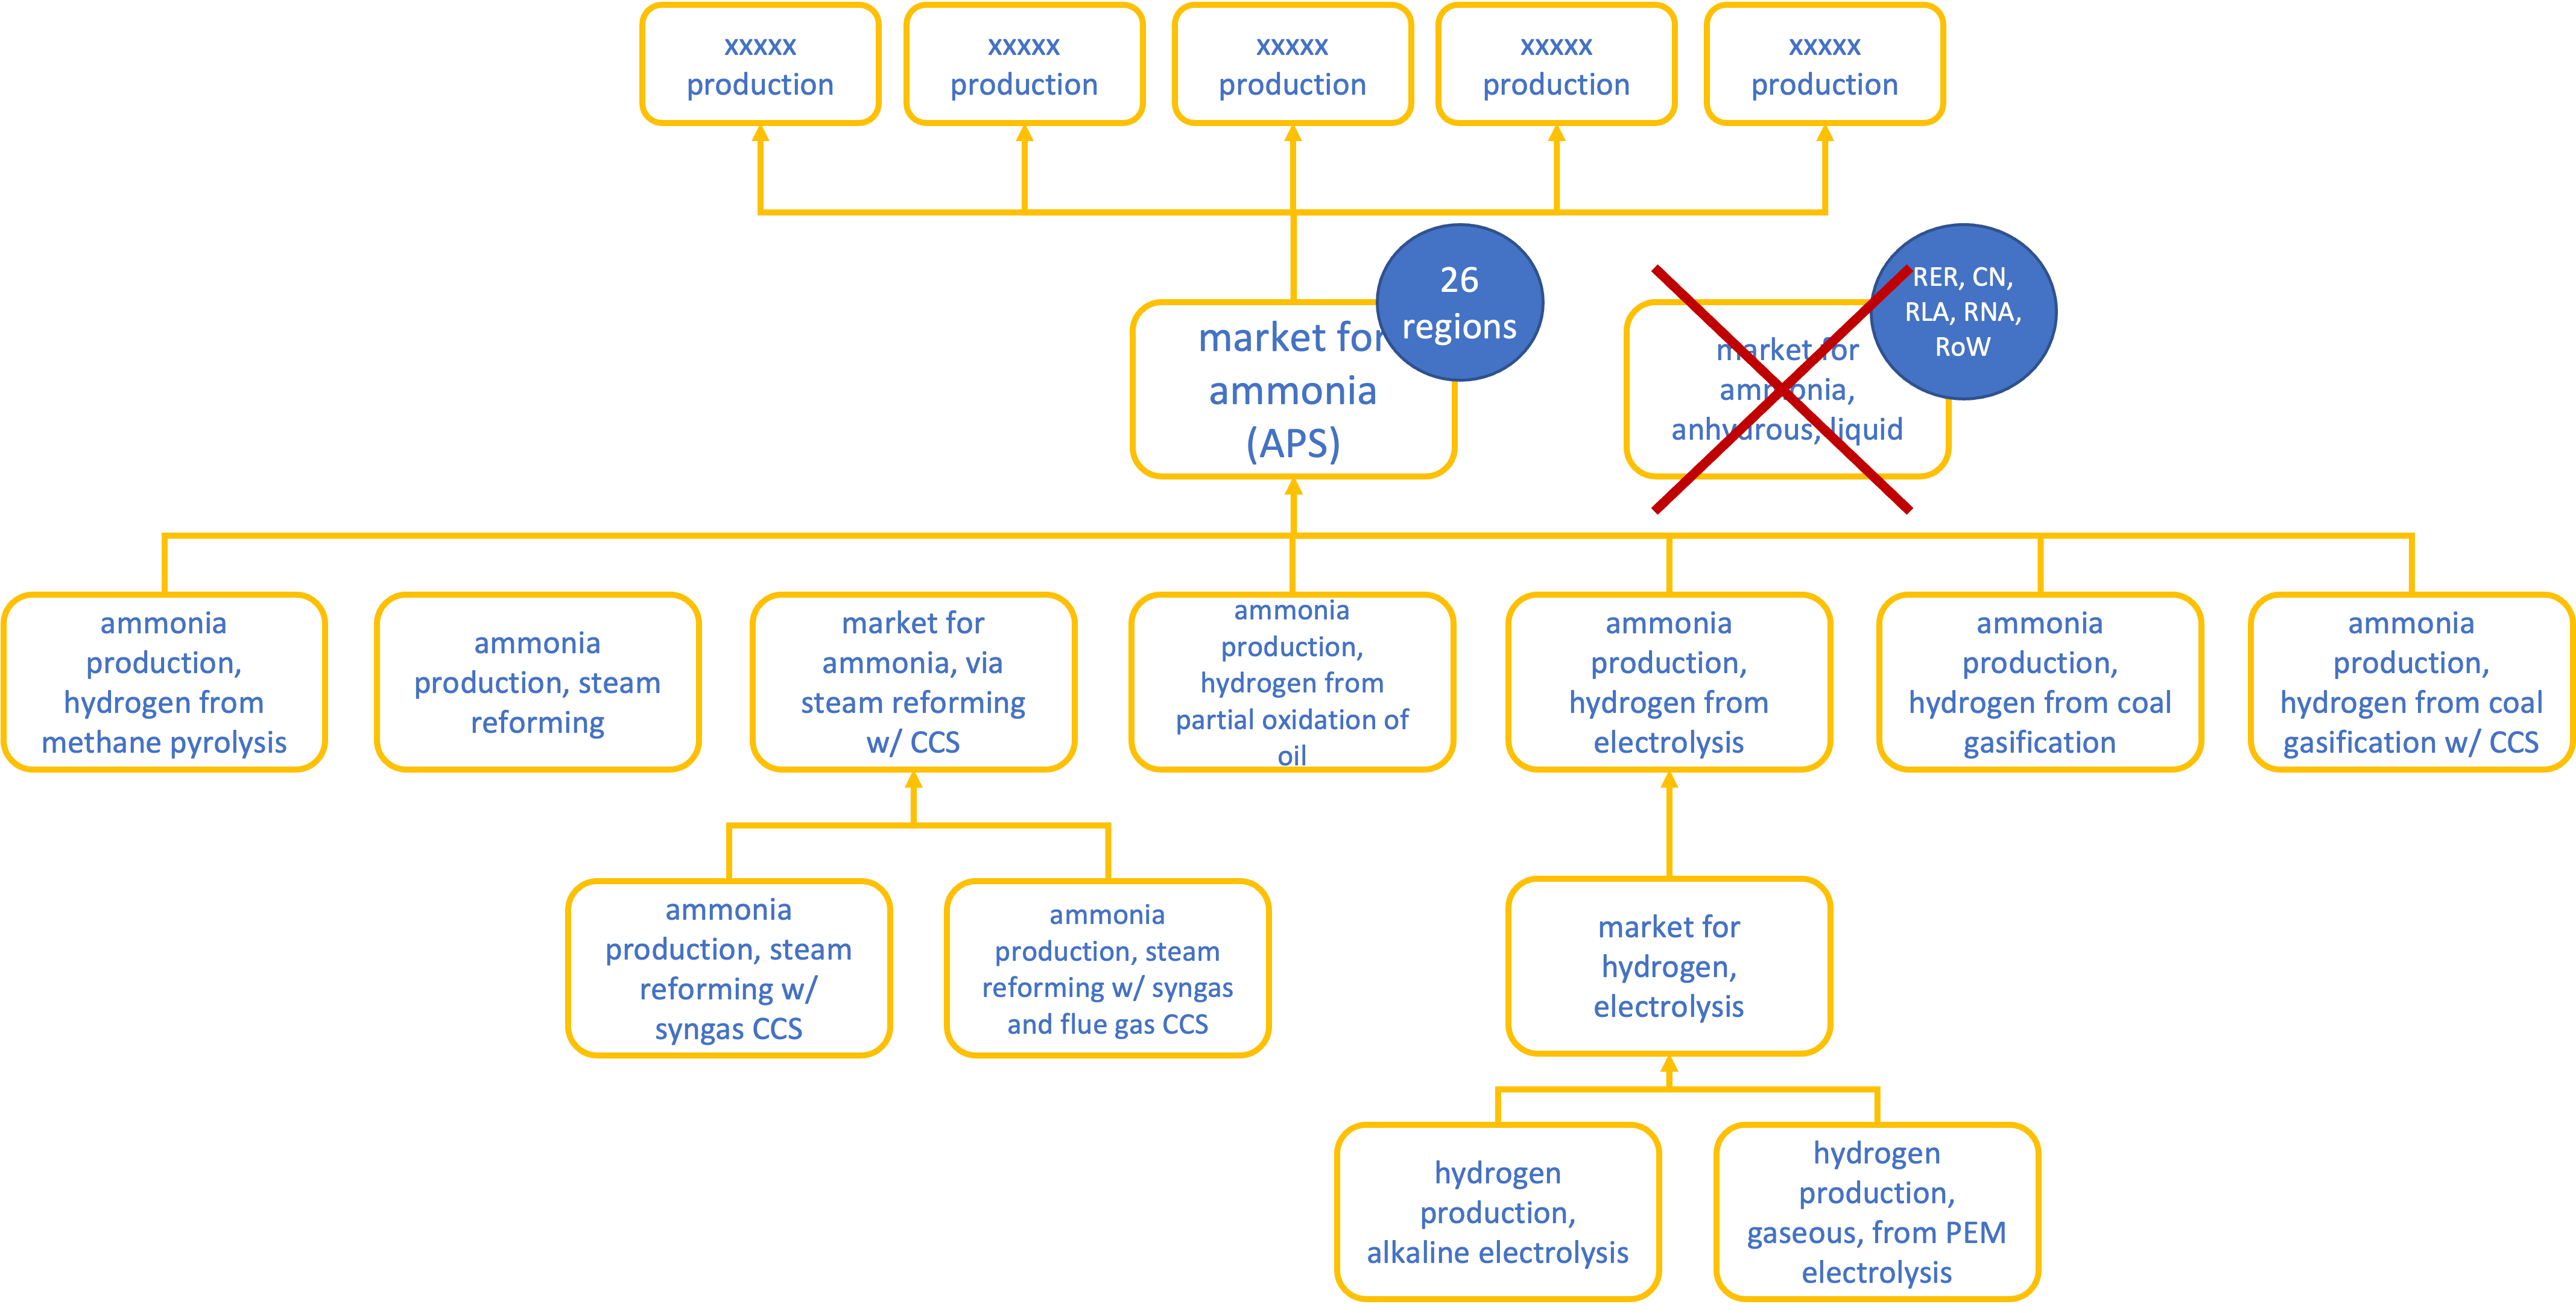 xxxxx
production
xxxxx
production
xxxxx
production
xxxxx
production
xxxxx
production
26
regions
RER, CN,
RLA, RNA,
RoW
market for
ammonia
(APS)
market for
ammonia,
anhydrous, liquid
ammonia
production,
hydrogen from
methane pyrolysis
ammonia
production, steam
reforming
market for
ammonia, via
steam reforming
w/ CCS
ammonia
production,
hydrogen from
partial oxidation of
oil
ammonia
production,
hydrogen from
electrolysis
ammonia
production,
hydrogen from coal
gasification
ammonia
production,
hydrogen from coal
gasification w/ CCS
ammonia
production, steam
reforming w/
syngas CCS
ammonia
production, steam
reforming w/ syngas
and flue gas CCS
market for
hydrogen,
electrolysis
hydrogen
production,
alkaline electrolysis
hydrogen
production,
gaseous, from PEM
electrolysis